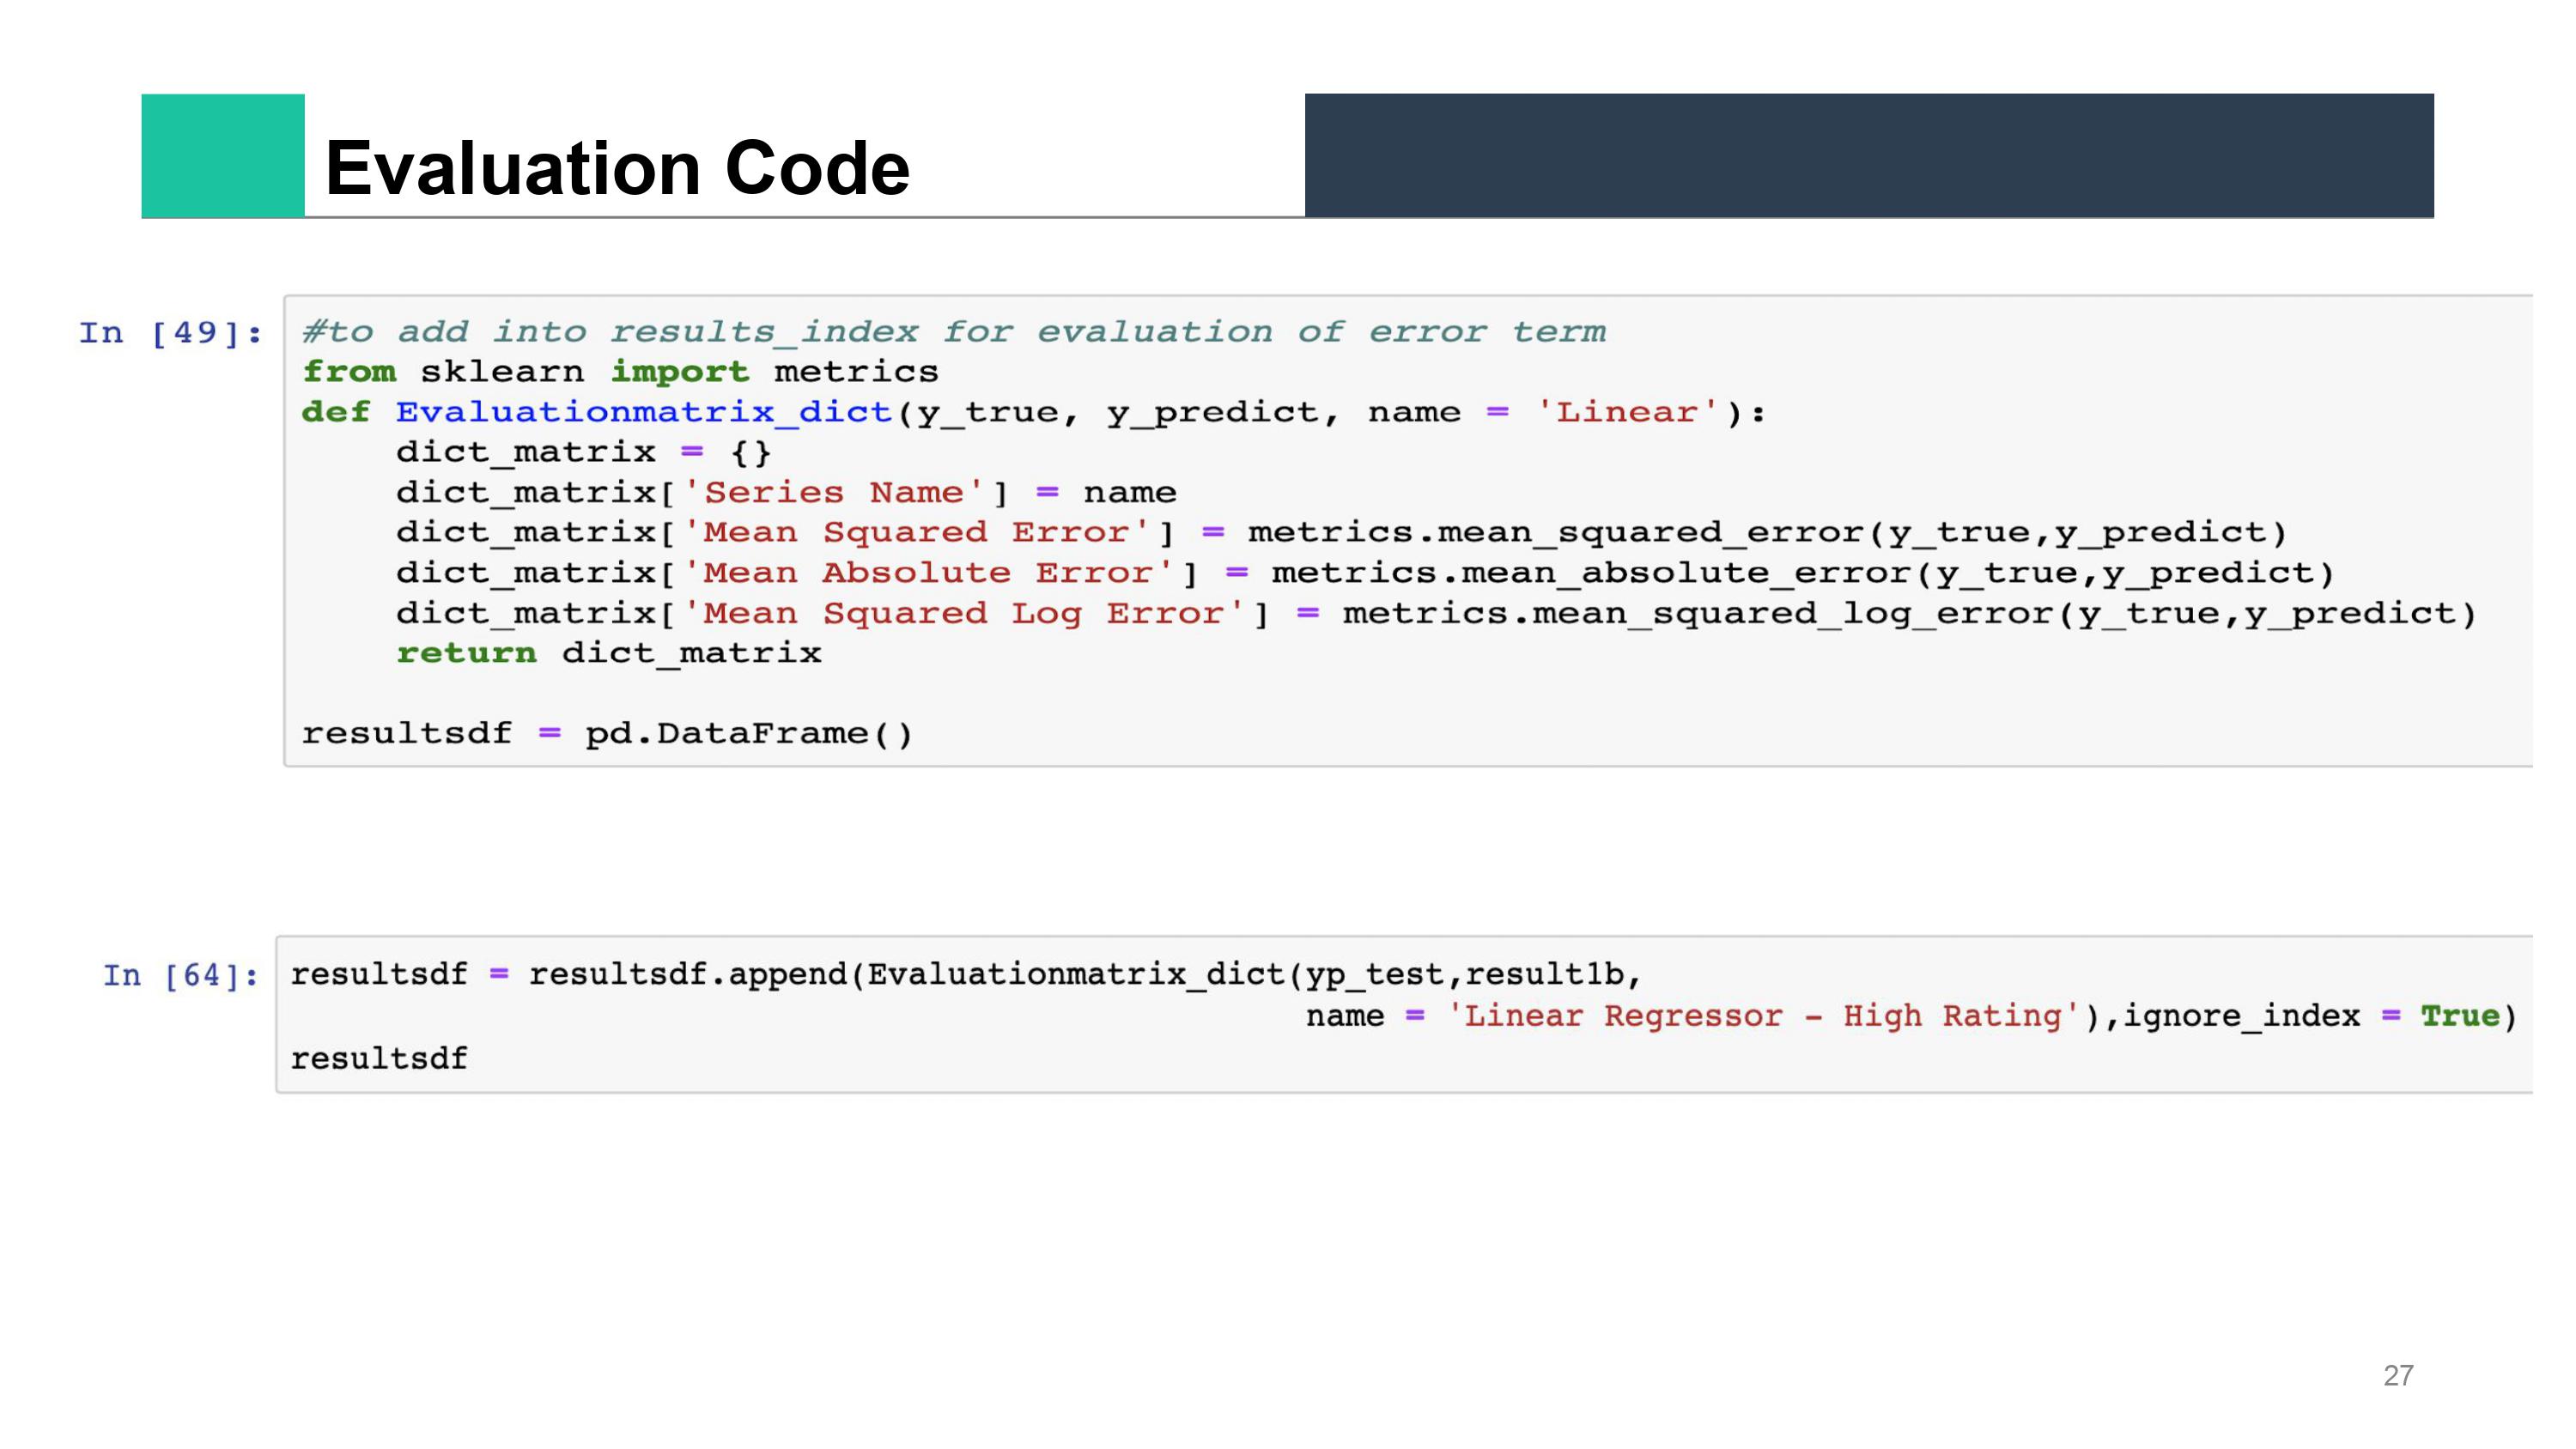 Evaluation Code
In [49]:
#to add into results_index for evaluation of error term
from sklearn import metrics
def Evaluationmatrix_dict(y_true, y_predict, name = 'Linear'):
    dict_matrix = {}
    dict_matrix['Series Name'] = name
    dict_matrix['Mean Squared Error'] = metrics.mean_squared_error(y_true,y_predict)
    dict_matrix['Mean Absolute Error'] = metrics.mean_absolute_error(y_true,y_predict)
    dict_matrix['Mean Squared Log Error'] = metrics.mean_squared_log_error(y_true,y_predict)
    return dict_matrix
resultsdf = pd.DataFrame()
In [64]:
resultsdf = resultsdf.append(Evaluationmatrix_dict(yp_test,result1b,
name = 'Linear Regressor - High Rating'),ignore_index = True)
resultsdf
27